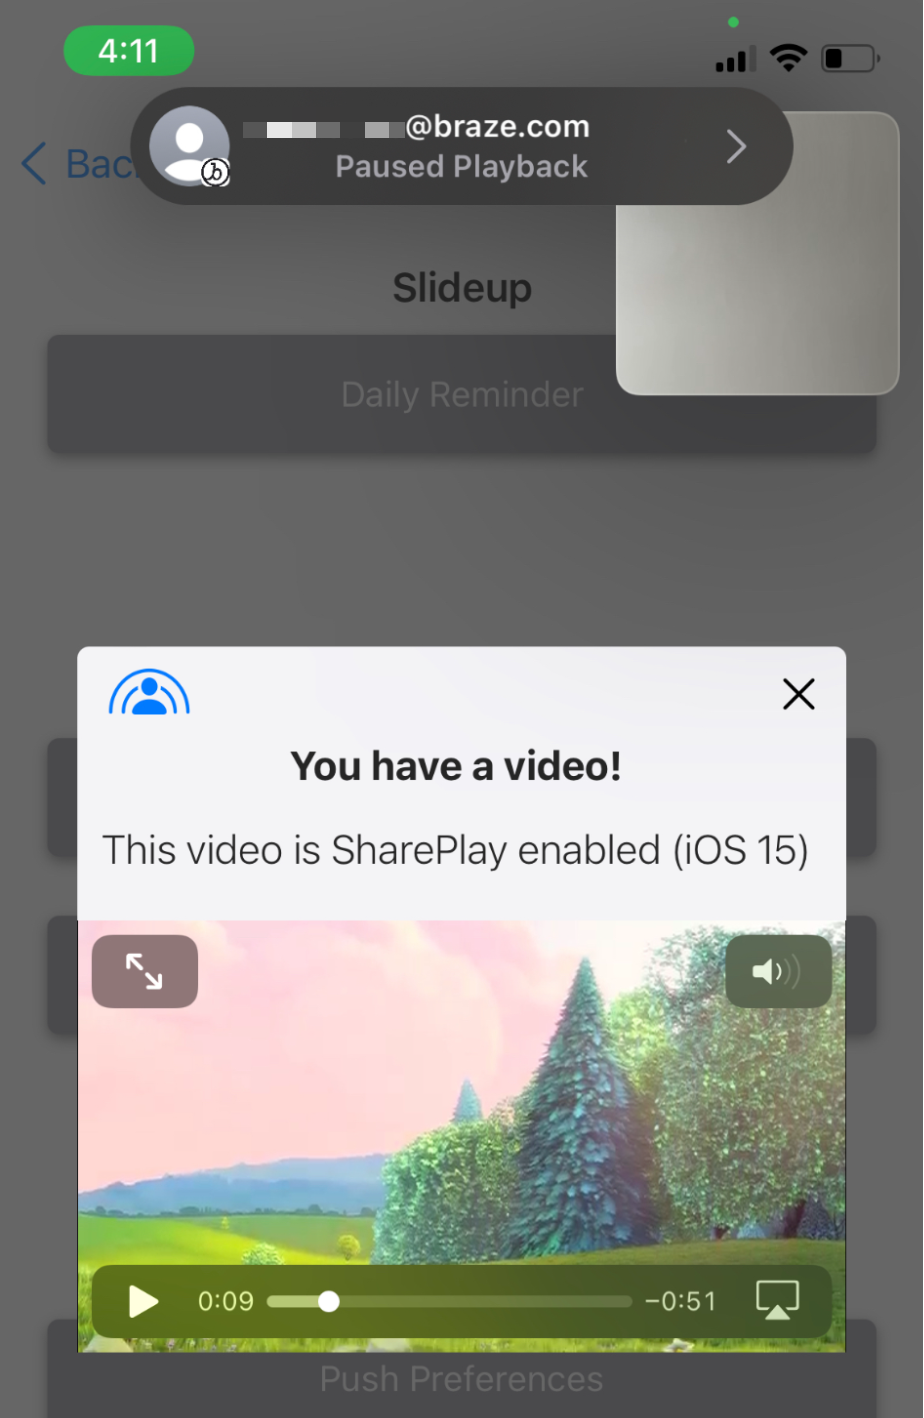 4:11
@braze.com
Paused Playback
Bac
Slideup
Daily Reminder
You have a video!
This video is SharePlay enabled (iOS 15)
0:09
−0:51
Push Preferences